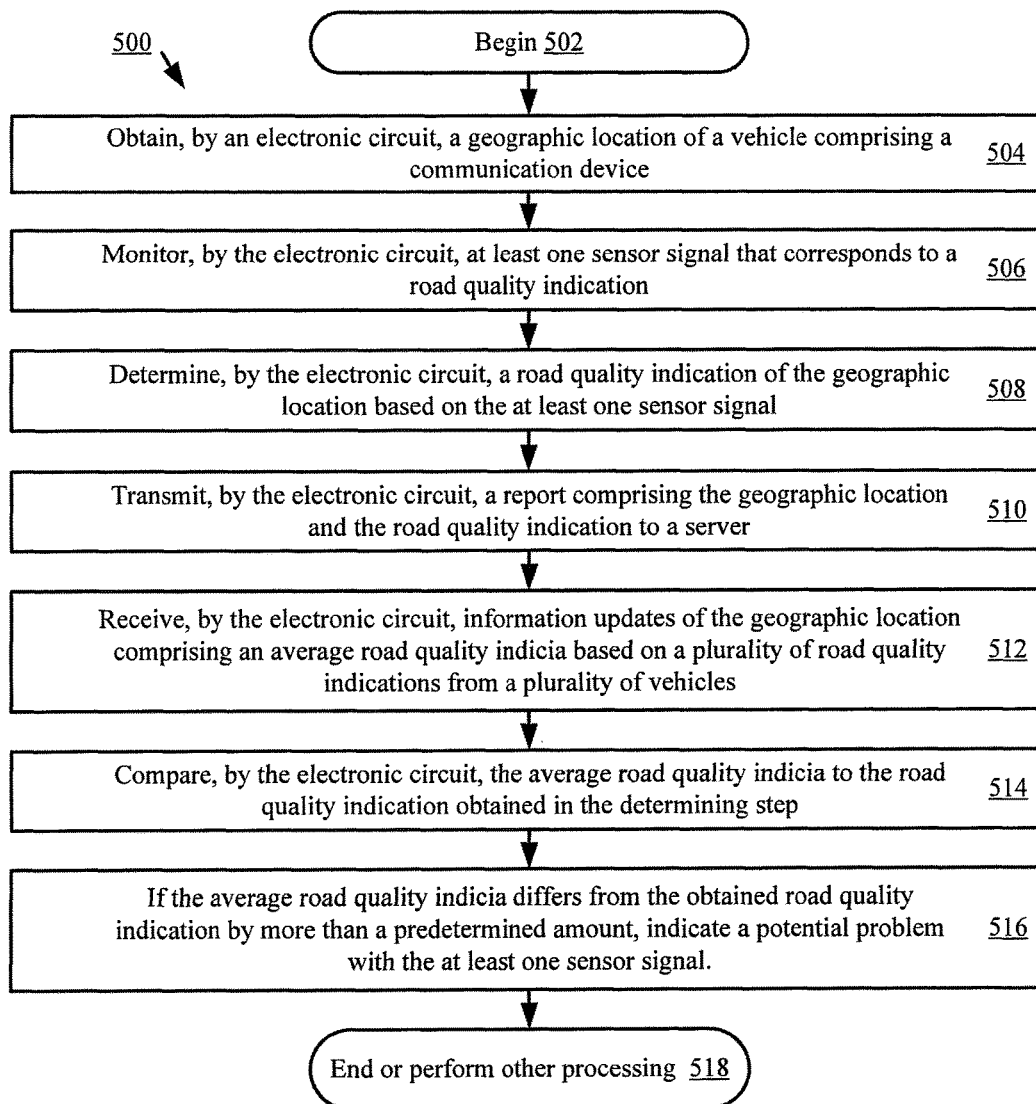 500
Begin 502
Obtain, by an electronic circuit, a geographic location of a vehicle comprising a
communication device
504
Monitor, by the electronic circuit, at least one sensor signal that corresponds to a
road quality indication
506
Determine, by the electronic circuit, a road quality indication of the geographic
location based on the at least one sensor signal
508
Transmit, by the electronic circuit, a report comprising the geographic location
and the road quality indication to a server
510
Receive, by the electronic circuit, information updates of the geographic location
comprising an average road quality indicia based on a plurality of road quality
indications from a plurality of vehicles
512
Compare, by the electronic circuit, the average road quality indicia to the road
quality indication obtained in the determining step
514
If the average road quality indicia differs from the obtained road quality
indication by more than a predetermined amount, indicate a potential problem
with the at least one sensor signal.
516
End or perform other processing 518